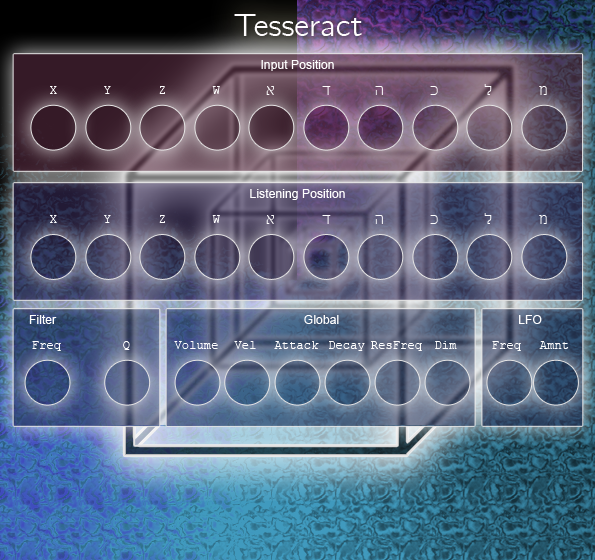 Tesseract
Input Position
X Y Z W א ד ה כ ל מ
Listening Position
X Y Z W א ד ה כ ל מ
Filter Global LFO
Freq Q Volume Vel Attack Decay ResFreq Dim Freq Amnt